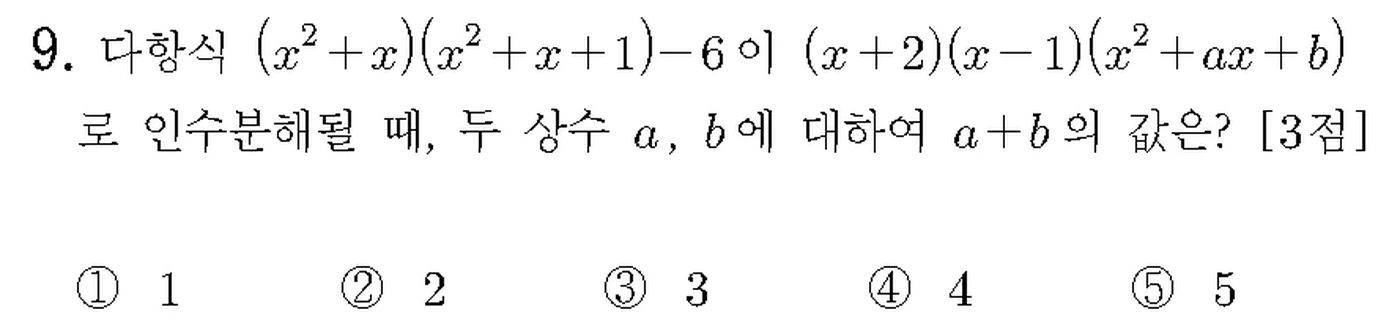 9. 다항식 (x²+x)(x²+x+1)-6이 (x+2)(x-1)(x²+ax+b)
로 인수분해될 때, 두 상수 a, b에 대하여 a+b의 값은? [3점]
① 1 ② 2 ③ 3 ④ 4 ⑤ 5